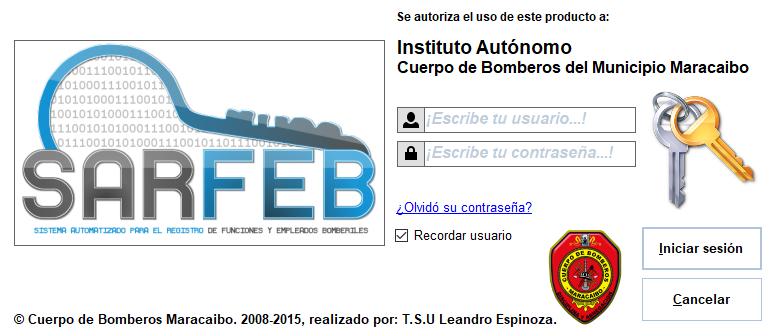 Se autoriza el uso de este producto a:
Instituto Autónomo
Cuerpo de Bomberos del Municipio Maracaibo
SARFEB
SISTEMA AUTOMATIZADO PARA EL REGISTRO DE FUNCIONES Y EMPLEADOS BOMBERILES
¡Escribe tu usuario...!
¡Escribe tu contraseña...!
¿Olvidó su contraseña?
Recordar usuario
CUERPO DE BOMBEROS
MARACAIBO
Iniciar sesión
Cancelar
© Cuerpo de Bomberos Maracaibo. 2008-2015, realizado por: T.S.U Leandro Espinoza.